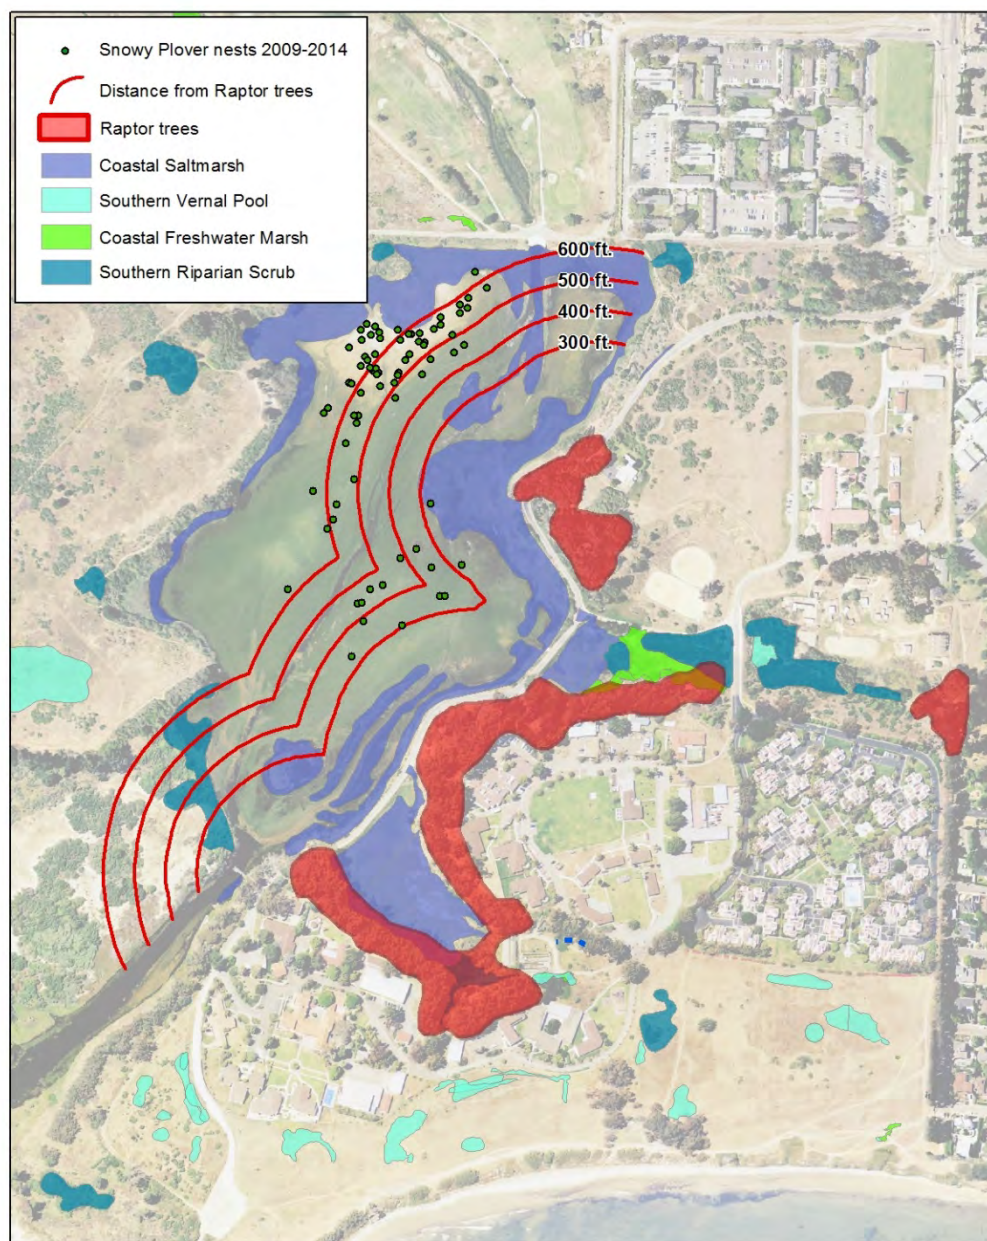 Snowy Plover nests 2009-2014
Distance from Raptor trees
Raptor trees
Coastal Saltmarsh
Southern Vernal Pool
Coastal Freshwater Marsh
Southern Riparian Scrub
600 ft.
500 ft.
400 ft.
300 ft.